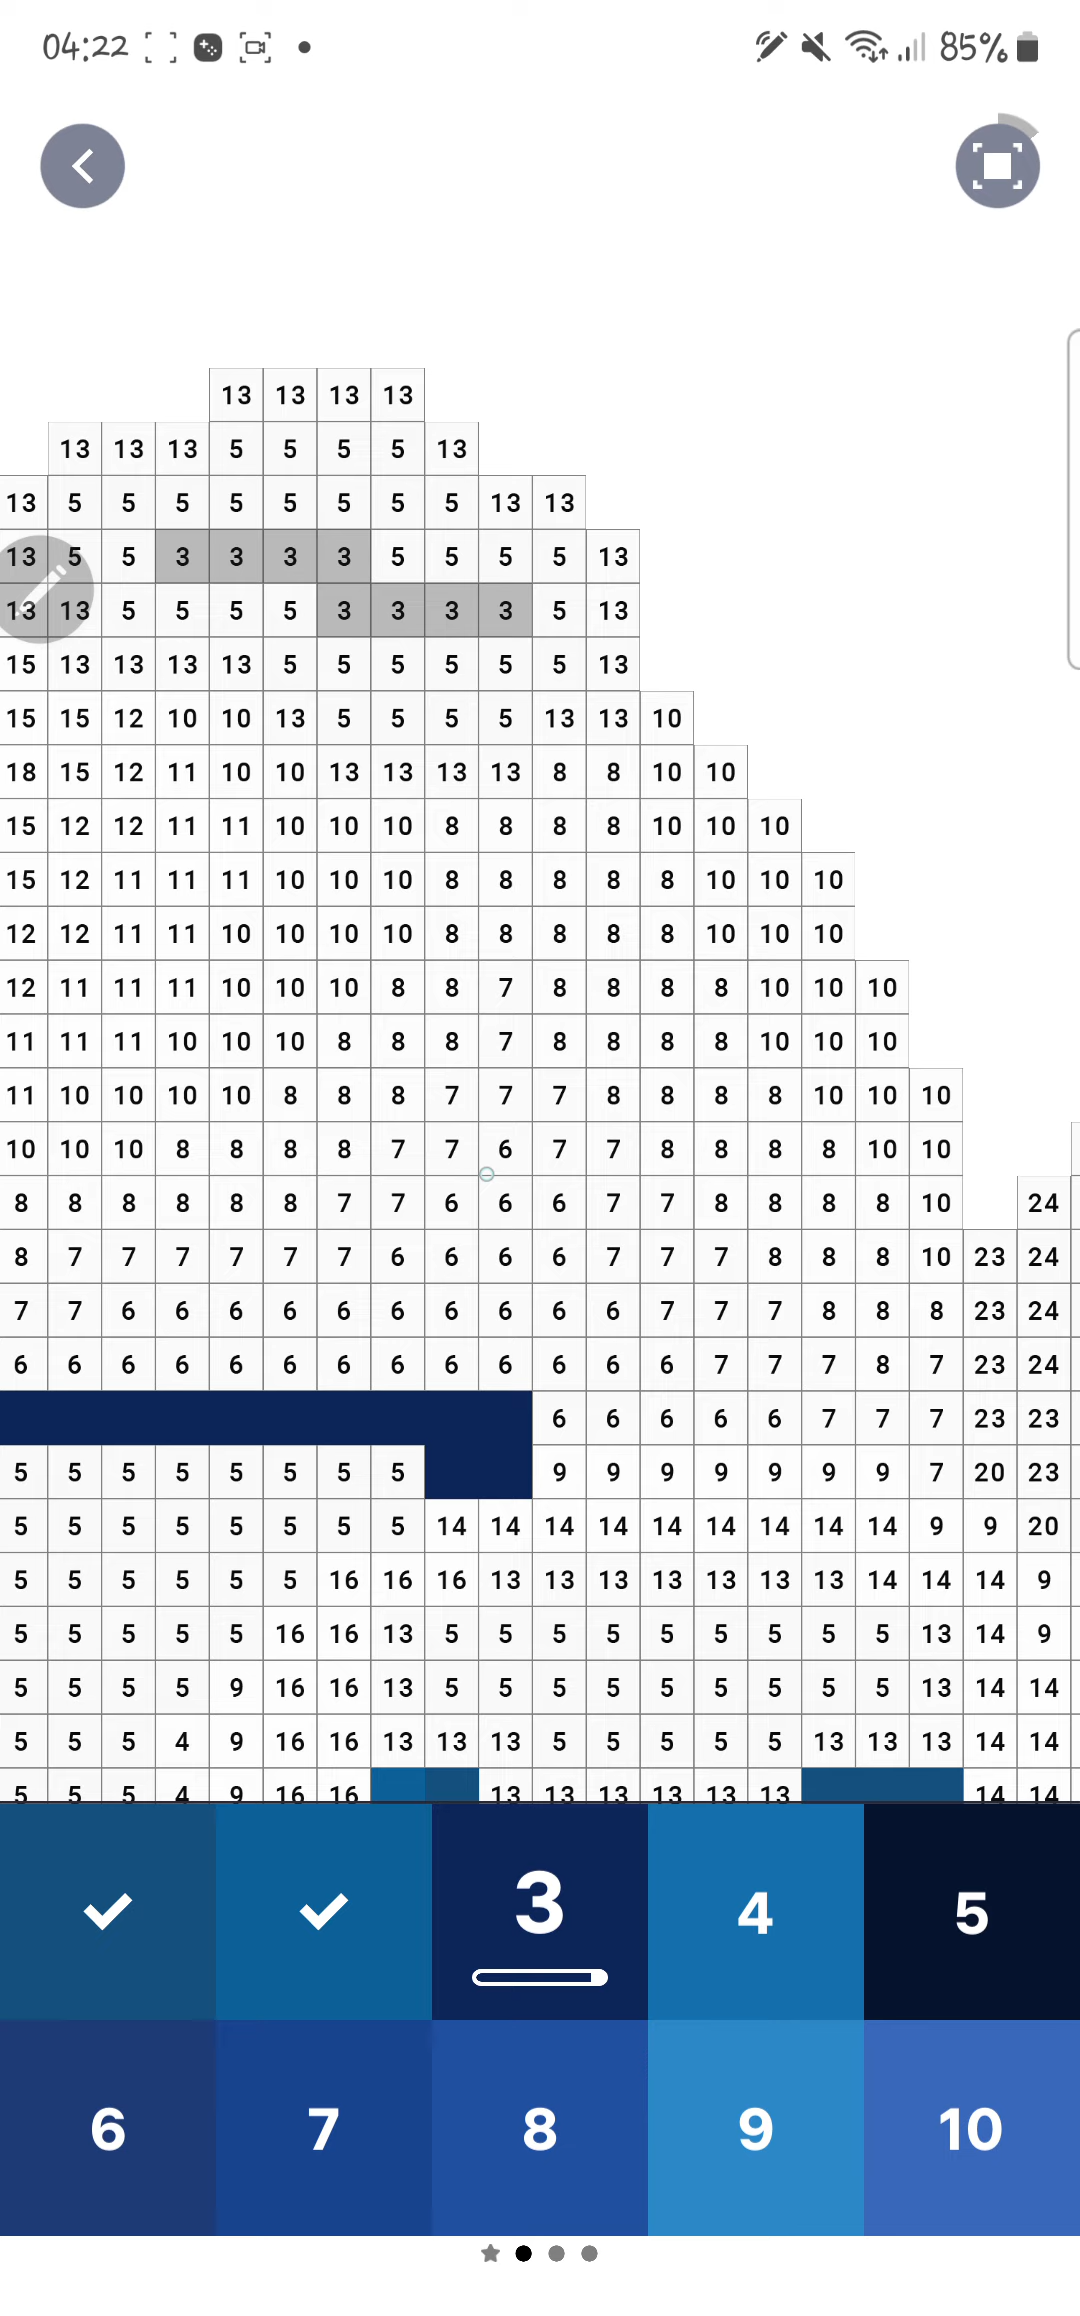 04:22 85%
13 13 13 13
13 13 13 5 5 5 5 13
13 5 5 5 5 5 5 5 5 13 13
13 5 5 3 3 3 3 5 5 5 5 13
13 13 5 5 5 5 3 3 3 3 5 13
15 13 13 13 13 5 5 5 5 5 5 13
15 15 12 10 10 13 5 5 5 5 13 13 10
18 15 12 11 10 10 13 13 13 13 8 8 10 10
15 12 12 11 11 10 10 10 8 8 8 8 10 10 10
15 12 11 11 11 10 10 10 8 8 8 8 8 10 10 10
12 12 11 11 10 10 10 10 8 8 8 8 8 10 10 10
12 11 11 11 10 10 10 8 8 7 8 8 8 8 10 10 10
11 11 11 10 10 10 8 8 8 7 8 8 8 8 10 10 10
11 10 10 10 10 8 8 8 7 7 7 8 8 8 8 10 10 10
10 10 10 8 8 8 8 7 7 6 7 7 8 8 8 8 10 10
8 8 8 8 8 8 7 7 6 6 6 7 7 8 8 8 8 10 24
8 7 7 7 7 7 7 6 6 6 6 7 7 7 8 8 8 10 23 24
7 7 6 6 6 6 6 6 6 6 6 6 7 7 7 8 8 8 23 24
6 6 6 6 6 6 6 6 6 6 6 6 6 7 7 7 8 7 23 24
6 6 6 6 6 7 7 7 23 23
5 5 5 5 5 5 5 5 9 9 9 9 9 9 9 7 20 23
5 5 5 5 5 5 5 5 14 14 14 14 14 14 14 14 14 9 9 20
5 5 5 5 5 5 16 16 16 13 13 13 13 13 13 13 14 14 14 9
5 5 5 5 5 16 16 13 5 5 5 5 5 5 5 5 5 13 14 9
5 5 5 5 9 16 16 13 5 5 5 5 5 5 5 5 5 13 14 14
5 5 5 4 9 16 16 13 13 13 5 5 5 5 5 13 13 13 14 14
5 5 5 4 9 16 16 13 13 13 13 13 13 14 14
3 4 5
6 7 8 9 10